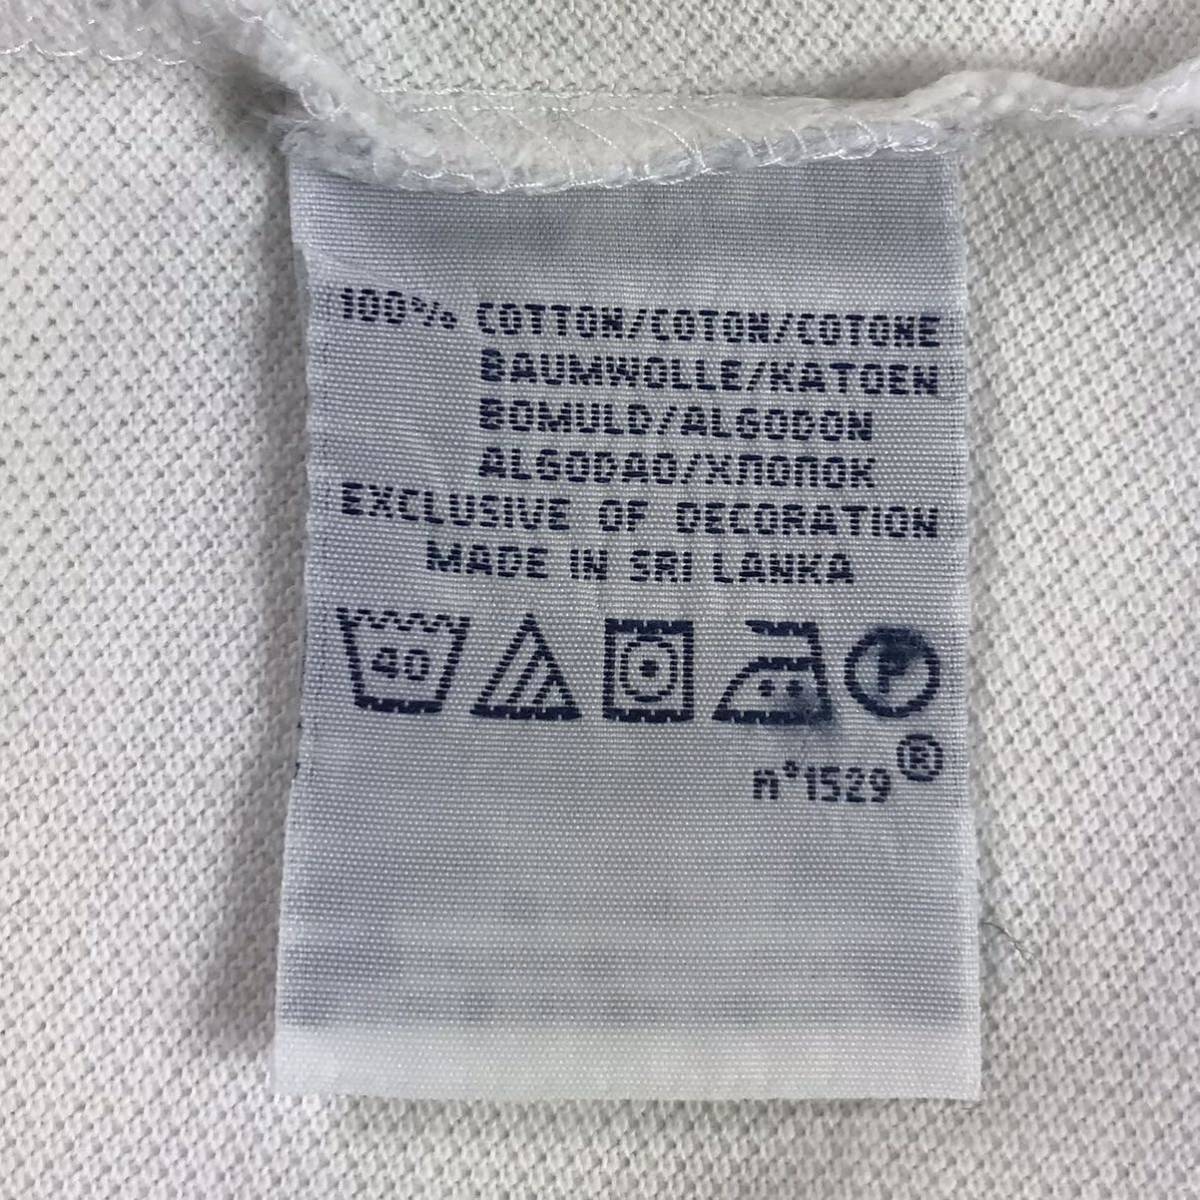 100% COTTON/COTON/COTONE
BAUMWOLLE/KATOEN
BOMULD/ALGODON
ALGODAO/ХЛОПОК
EXCLUSIVE OF DECORATION
MADE IN SRI LANKA
40 P
n°1529®